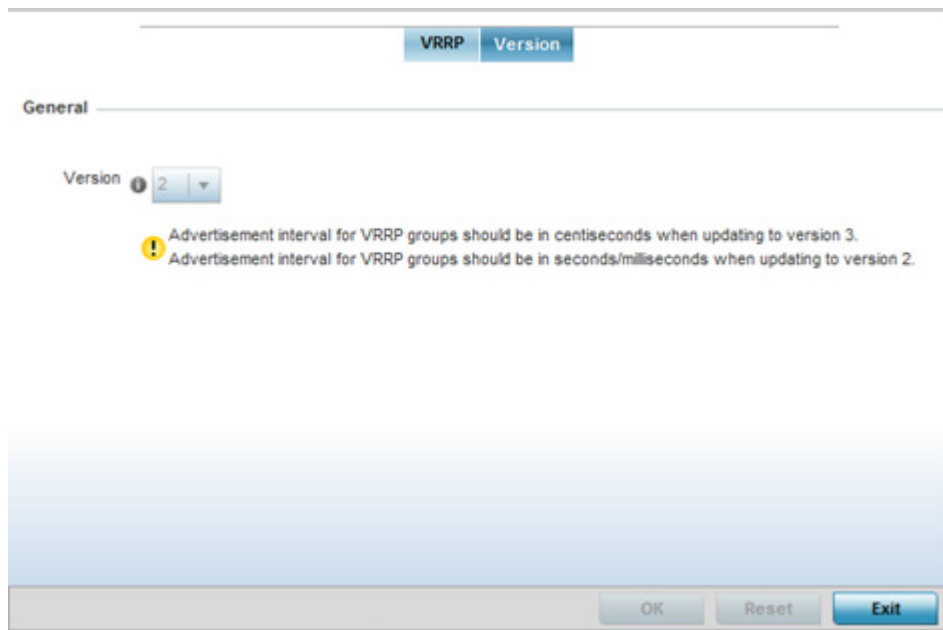 VRRP Version
General
Version 2
Advertisement interval for VRRP groups should be in centiseconds when updating to version 3.
Advertisement interval for VRRP groups should be in seconds/milliseconds when updating to version 2.
OK Reset Exit